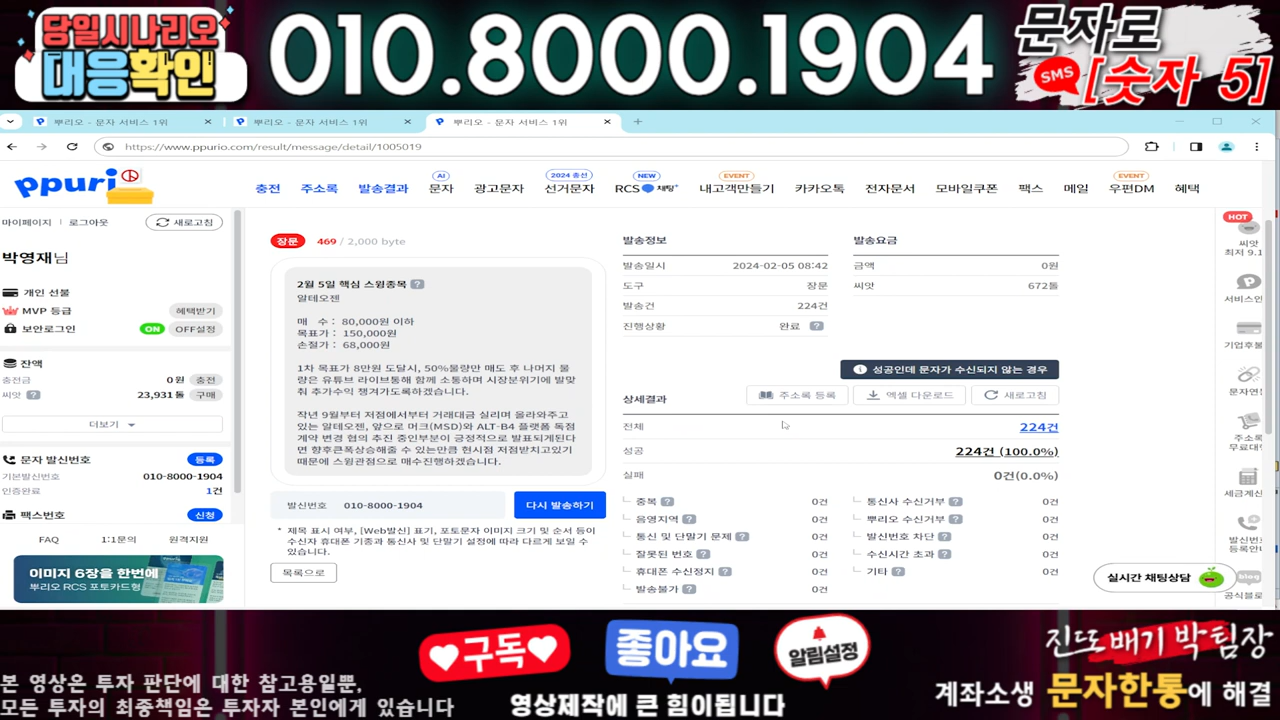 당일시나리오
대응확인
010.8000.1904
문자로
SMS
[숫자 5]
뿌리오 - 문자 서비스 1위
뿌리오 - 문자 서비스 1위
뿌리오 - 문자 서비스 1위
https://www.ppurio.com/result/message/detail/1005019
ppurio
AI
2024 총선
NEW
EVENT
EVENT
충전 주소록 발송결과 문자 광고문자 선거문자 RCS 채팅+ 내고객만들기 카카오톡 전자문서 모바일쿠폰 팩스 메일 우편DM 혜택
마이페이지 | 로그아웃
새로고침
박영재님
개인 선불
MVP 등급
혜택받기
보안로그인
ON
OFF설정
잔액
충전금
0 원
충전
씨앗 ?
23,931 톨
구매
더보기
문자 발신번호
등록
기본발신번호
010-8000-1904
인증완료
1건
팩스번호
신청
FAQ
1:1문의
원격지원
이미지 6장을 한번에
뿌리오 RCS 포토카드형
장문
469 / 2,000 byte
2월 5일 핵심 스윙종목 ?
알테오젠
매 수 : 80,000원 이하
목표가 : 150,000원
손절가 : 68,000원
1차 목표가 8만원 도달시, 50%물량만 매도 후 나머지 물
량은 유튜브 라이브통해 함께 소통하며 시장분위기에 발맞
춰 추가수익 챙겨가도록하겠습니다.
작년 9월부터 저점에서부터 거래대금 실리며 올라와주고
있는 알테오젠, 앞으로 머크(MSD)와 ALT-B4 플랫폼 독점
계약 변경 협의 추진 중인부분이 긍정적으로 발표되게된다
면 향후큰폭상승해줄 수 있는만큼 현시점 저점받치고있기
때문에 스윙관점으로 매수진행하겠습니다.
발신번호
010-8000-1904
다시 발송하기
* 제목 표시 여부, [Web발신] 표기, 포토문자 이미지 크기 및 순서 등이
수신자 휴대폰 기종과 통신사 및 단말기 설정에 따라 다르게 보일 수
있습니다.
목록으로
발송정보
발송일시
2024-02-05 08:42
도구
장문
발송건
224건
진행상황
완료 ?
발송요금
금액
0원
씨앗
672톨
성공인데 문자가 수신되지 않는 경우
상세결과
주소록 등록
엑셀 다운로드
새로고침
전체
224건
성공
224건 (100.0%)
실패
0건(0.0%)
중복 ? 0건
음영지역 ? 0건
통신 및 단말기 문제 ? 0건
잘못된 번호 ? 0건
휴대폰 수신정지 ? 0건
발송불가 ? 0건
통신사 수신거부 ? 0건
뿌리오 수신거부 ? 0건
발신번호 차단 ? 0건
수신시간 초과 ? 0건
기타 ? 0건
HOT
씨앗
최저 9.1
서비스안
기업후불
문자연
주소록
무료대
세금계
발신번호
등록안
blog
공식블로
실시간 채팅상담
구독
좋아요
알림설정
영상제작에 큰 힘이됩니다
본 영상은 투자 판단에 대한 참고용일뿐,
모든 투자의 최종책임은 투자자 본인에게 있습니다
진또배기 박팀장
계좌소생 문자한통에 해결